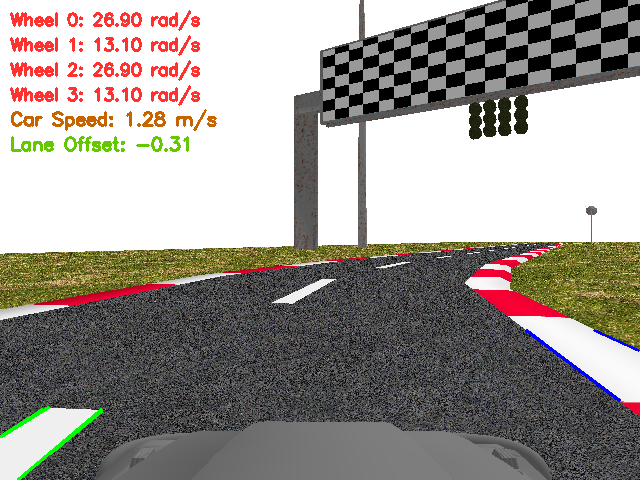 Wheel 0: 26.90 rad/s
Wheel 1: 13.10 rad/s
Wheel 2: 26.90 rad/s
Wheel 3: 13.10 rad/s
Car Speed: 1.28 m/s
Lane Offset: -0.31